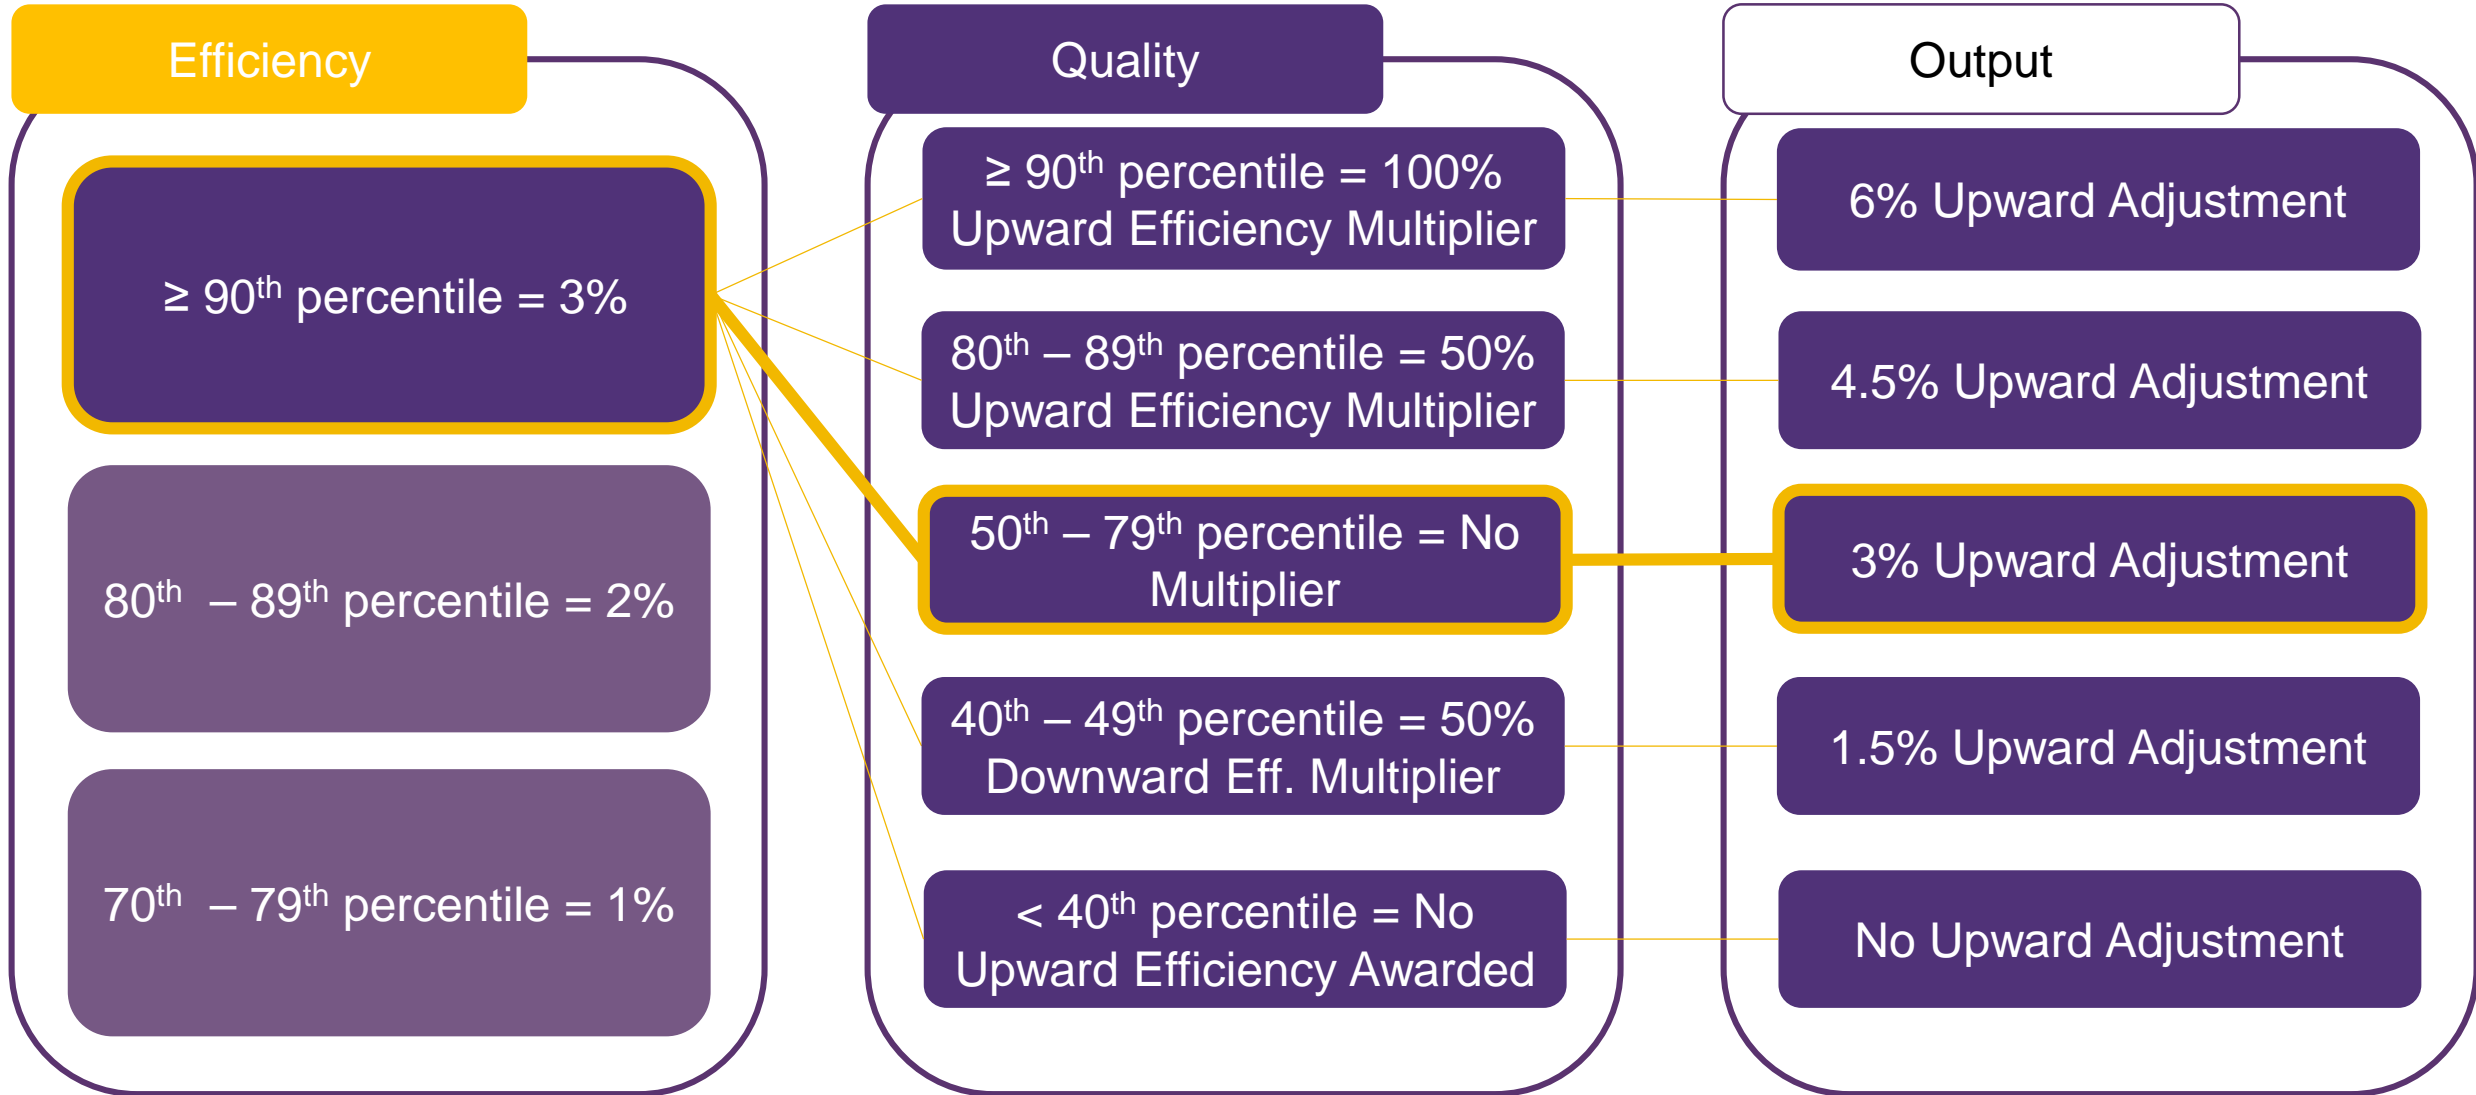 Efficiency
≥ 90th percentile = 3%
80th – 89th percentile = 2%
70th – 79th percentile = 1%
Quality
≥ 90th percentile = 100%
Upward Efficiency Multiplier
80th – 89th percentile = 50%
Upward Efficiency Multiplier
50th – 79th percentile = No
Multiplier
40th – 49th percentile = 50%
Downward Eff. Multiplier
< 40th percentile = No
Upward Efficiency Awarded
Output
6% Upward Adjustment
4.5% Upward Adjustment
3% Upward Adjustment
1.5% Upward Adjustment
No Upward Adjustment